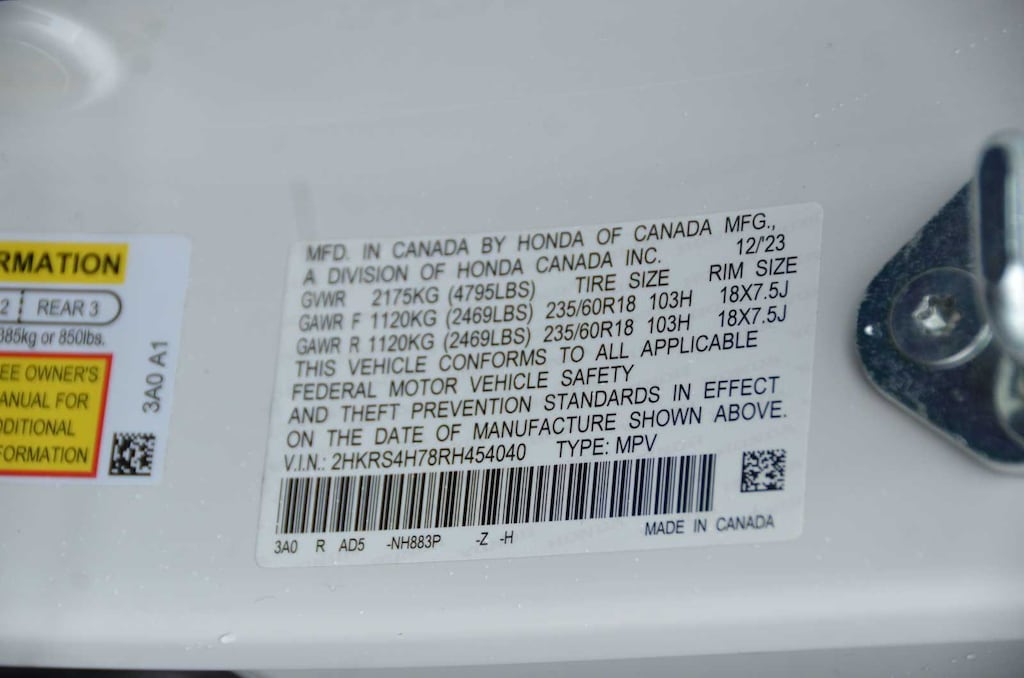 RMATION
2 REAR 3
385kg or 850lbs.
EE OWNER'S
ANUAL FOR
DDITIONAL
FORMATION
3A0 A1
MFD. IN CANADA BY HONDA OF CANADA MFG.,
A DIVISION OF HONDA CANADA INC. 12/'23
GVWR 2175KG (4795LBS) TIRE SIZE RIM SIZE
GAWR F 1120KG (2469LBS) 235/60R18 103H 18X7.5J
GAWR R 1120KG (2469LBS) 235/60R18 103H 18X7.5J
THIS VEHICLE CONFORMS TO ALL APPLICABLE
FEDERAL MOTOR VEHICLE SAFETY
AND THEFT PREVENTION STANDARDS IN EFFECT
ON THE DATE OF MANUFACTURE SHOWN ABOVE.
V.I.N.: 2HKRS4H78RH454040 TYPE: MPV
3A0 R AD5 -NH883P -Z -H MADE IN CANADA